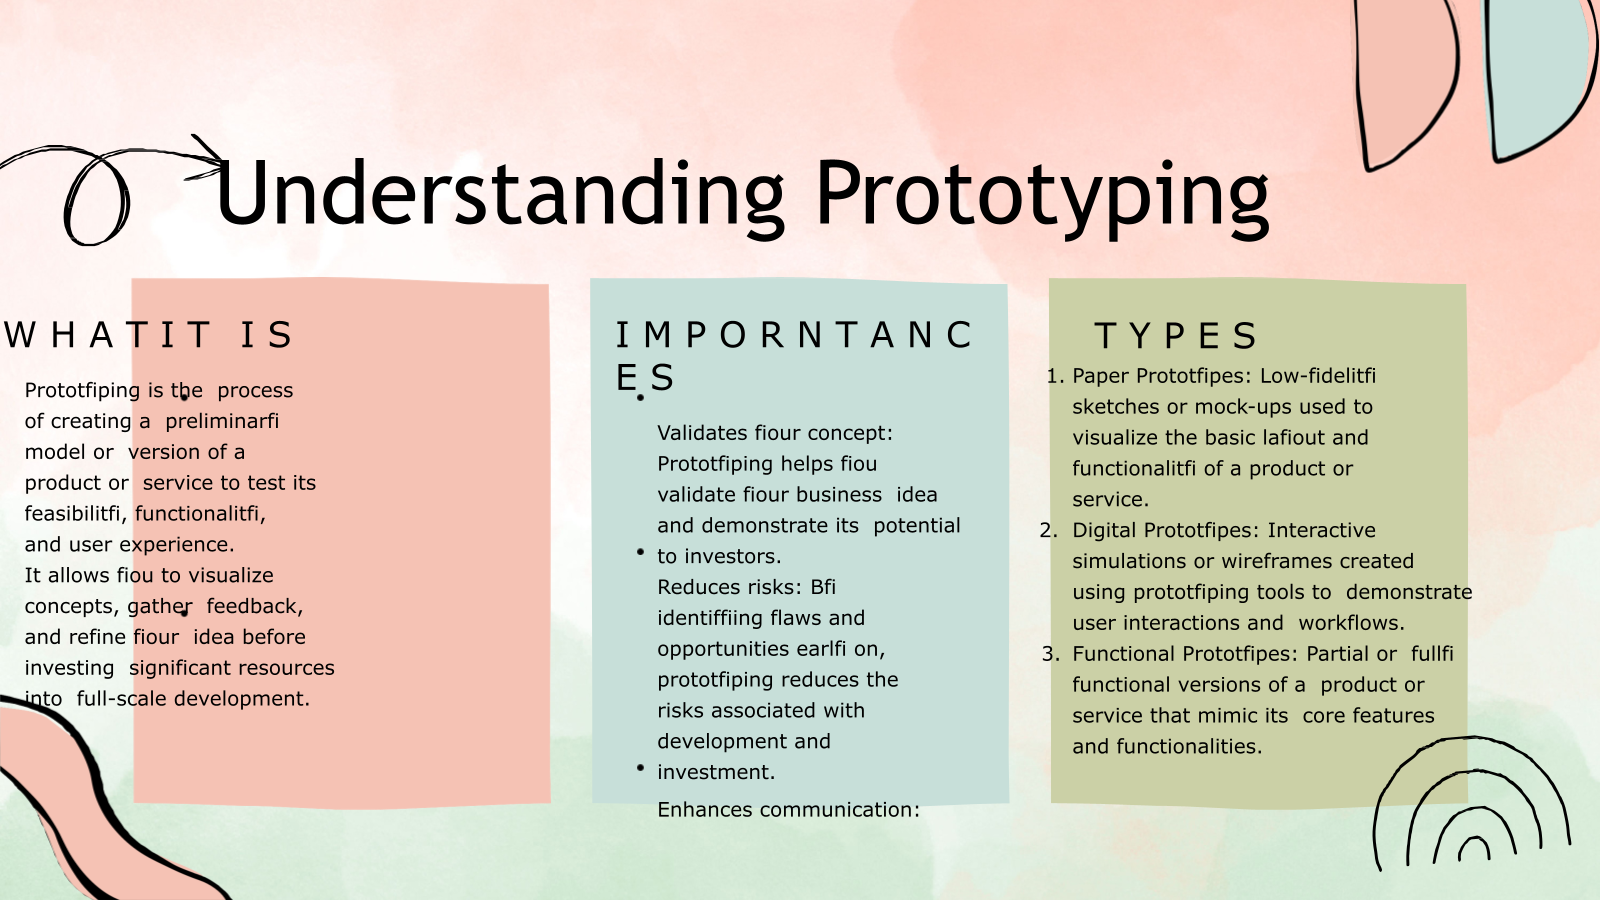 Understanding Prototyping
WHATIT IS
Prototfiping is the process
of creating a preliminarfi
model or version of a
product or service to test its
feasibilitfi, functionalitfi,
and user experience.
It allows fiou to visualize
concepts, gather feedback,
and refine fiour idea before
investing significant resources
into full-scale development.
IMPORNTANC
ES
Validates fiour concept:
Prototfiping helps fiou
validate fiour business idea
and demonstrate its potential
to investors.
Reduces risks: Bfi
identiffiing flaws and
opportunities earlfi on,
prototfiping reduces the
risks associated with
development and
investment.
Enhances communication:
TYPES
1. Paper Prototfipes: Low-fidelitfi
sketches or mock-ups used to
visualize the basic lafiout and
functionalitfi of a product or
service.
2. Digital Prototfipes: Interactive
simulations or wireframes created
using prototfiping tools to demonstrate
user interactions and workflows.
3. Functional Prototfipes: Partial or fullfi
functional versions of a product or
service that mimic its core features
and functionalities.